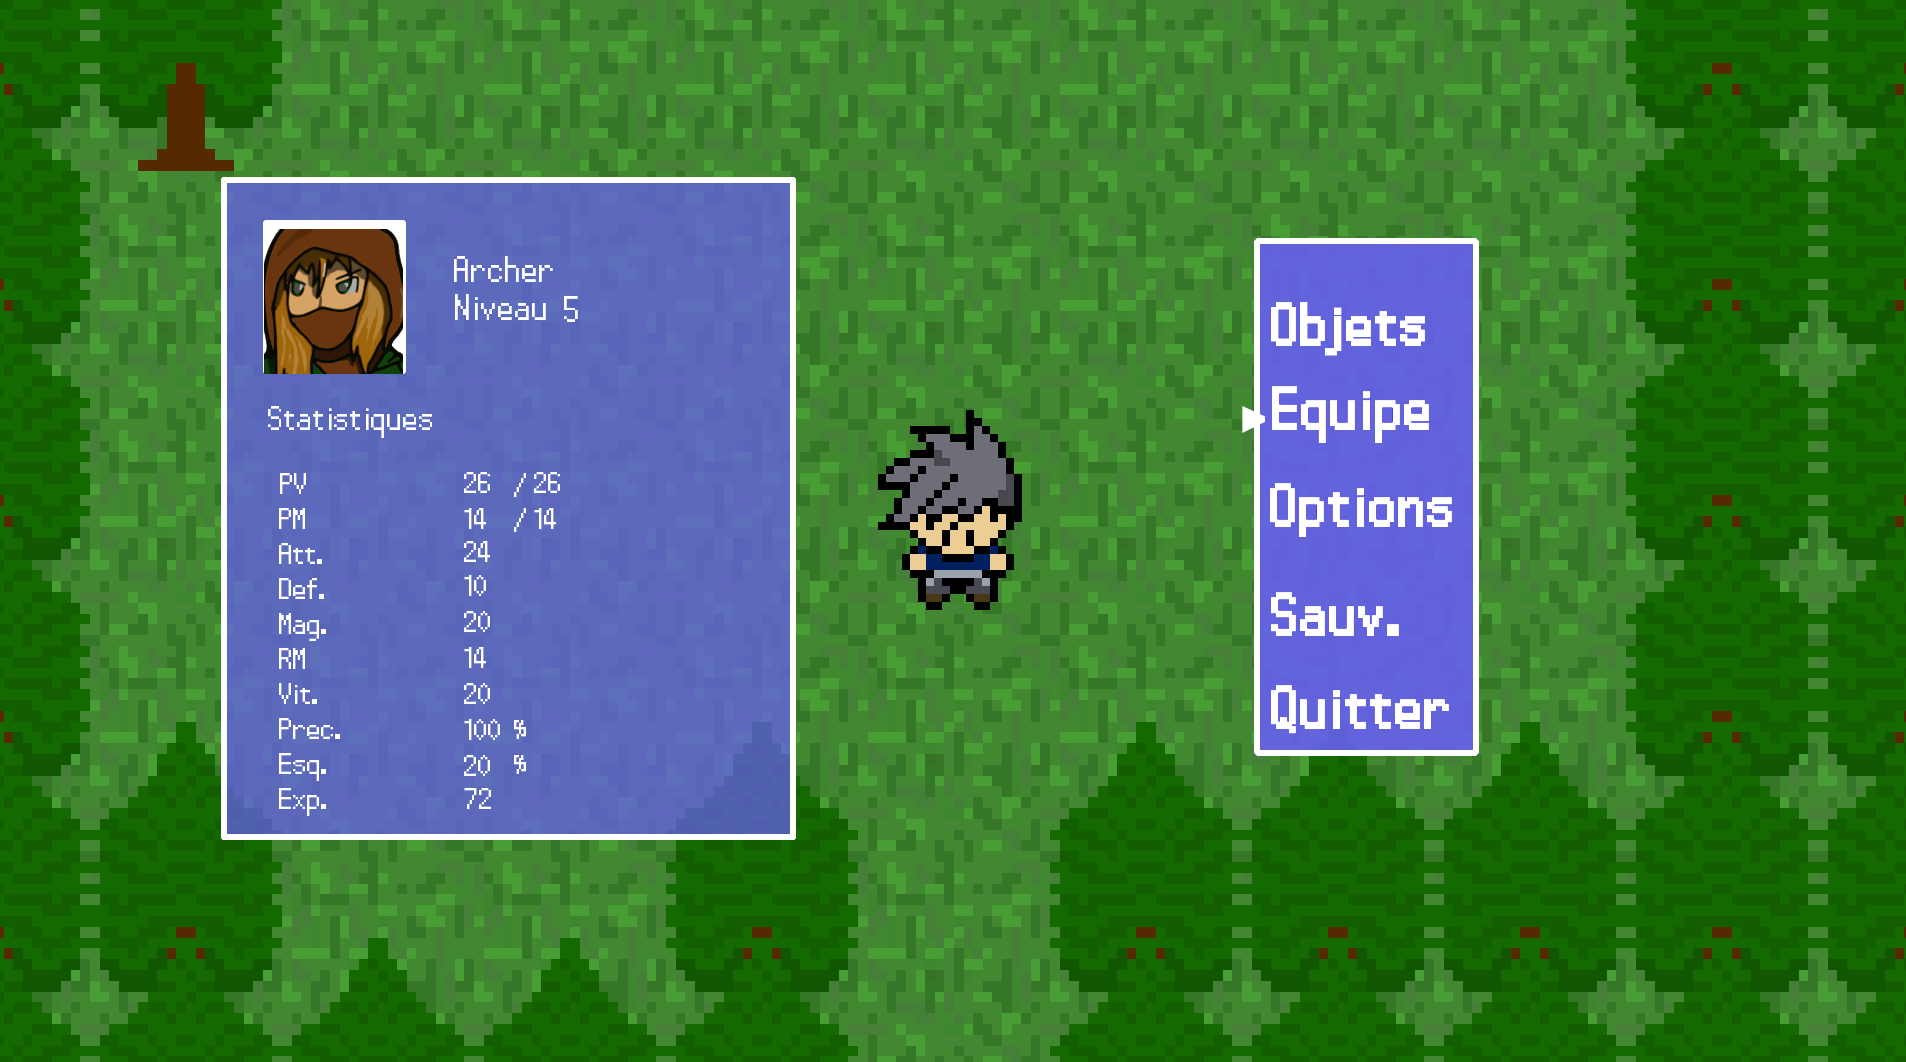 Archer
Niveau 5
Statistiques
PV 26 / 26
PM 14 / 14
Att. 24
Def. 10
Mag. 20
RM 14
Vit. 20
Prec. 100 %
Esq. 20 %
Exp. 72
Objets
Equipe
Options
Sauv.
Quitter